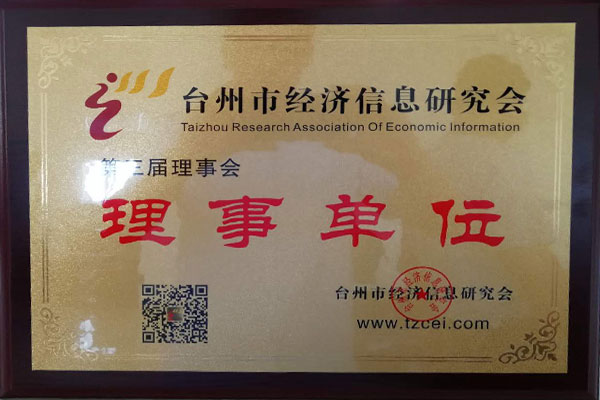 台州市经济信息研究会
Taizhou Research Association Of Economic Information
第三届理事会
理事单位
台州市经济信息研究会
www.tzcei.com